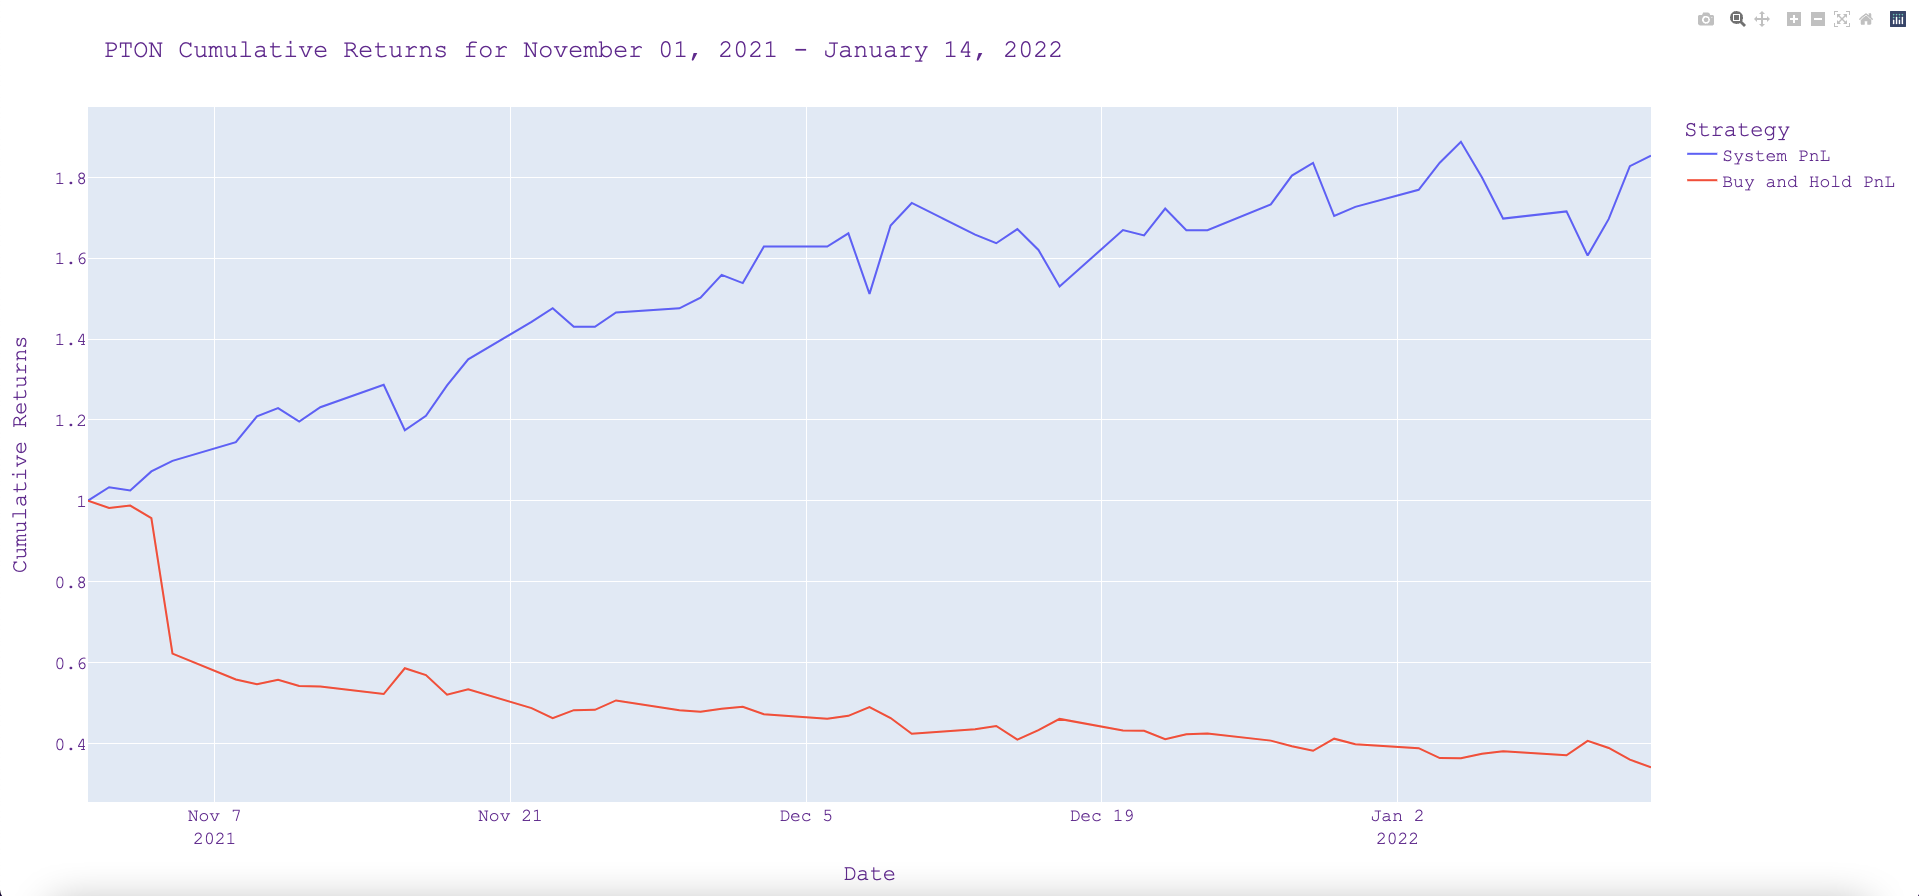 PTON Cumulative Returns for November 01, 2021 - January 14, 2022
Strategy
System PnL
Buy and Hold PnL
Cumulative Returns
1.8
1.6
1.4
1.2
1
0.8
0.6
0.4
Nov 7
2021
Nov 21
Dec 5
Dec 19
Jan 2
2022
Date